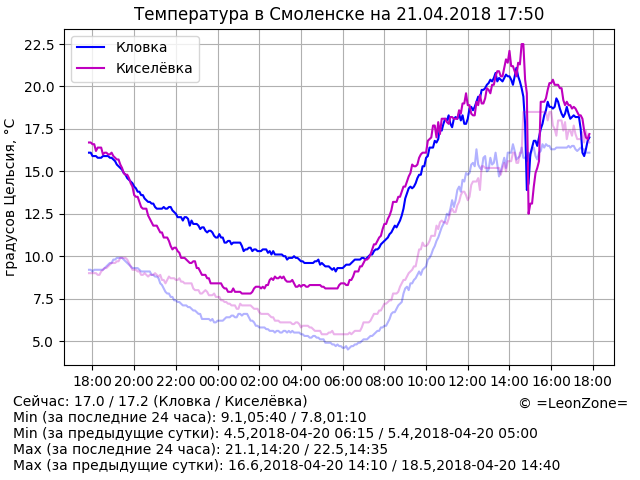 Температура в Смоленске на 21.04.2018 17:50
градусов Цельсия, °C
22.5
20.0
17.5
15.0
12.5
10.0
7.5
5.0
Кловка
Киселёвка
18:00 20:00 22:00 00:00 02:00 04:00 06:00 08:00 10:00 12:00 14:00 16:00 18:00
© =LeonZone=
Сейчас: 17.0 / 17.2 (Кловка / Киселёвка)
Min (за последние 24 часа): 9.1,05:40 / 7.8,01:10
Min (за предыдущие сутки): 4.5,2018-04-20 06:15 / 5.4,2018-04-20 05:00
Max (за последние 24 часа): 21.1,14:20 / 22.5,14:35
Max (за предыдущие сутки): 16.6,2018-04-20 14:10 / 18.5,2018-04-20 14:40